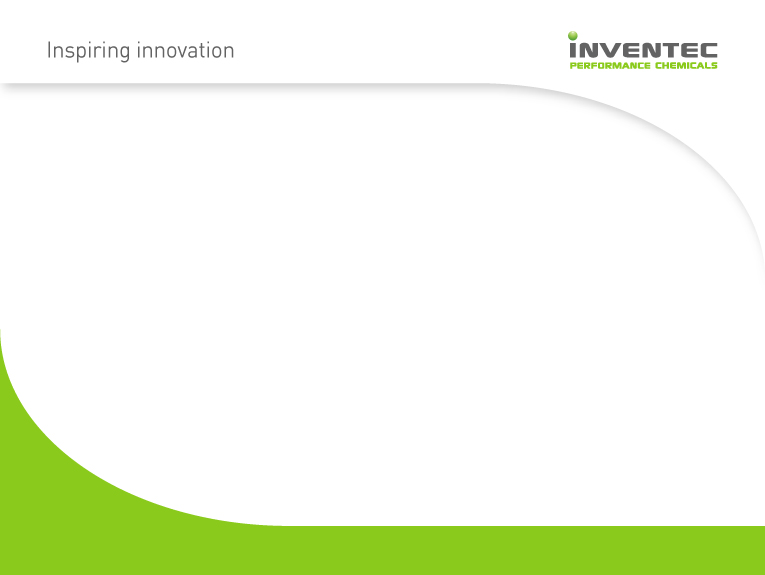 Inspiring innovation
INVENTEC
PERFORMANCE CHEMICALS